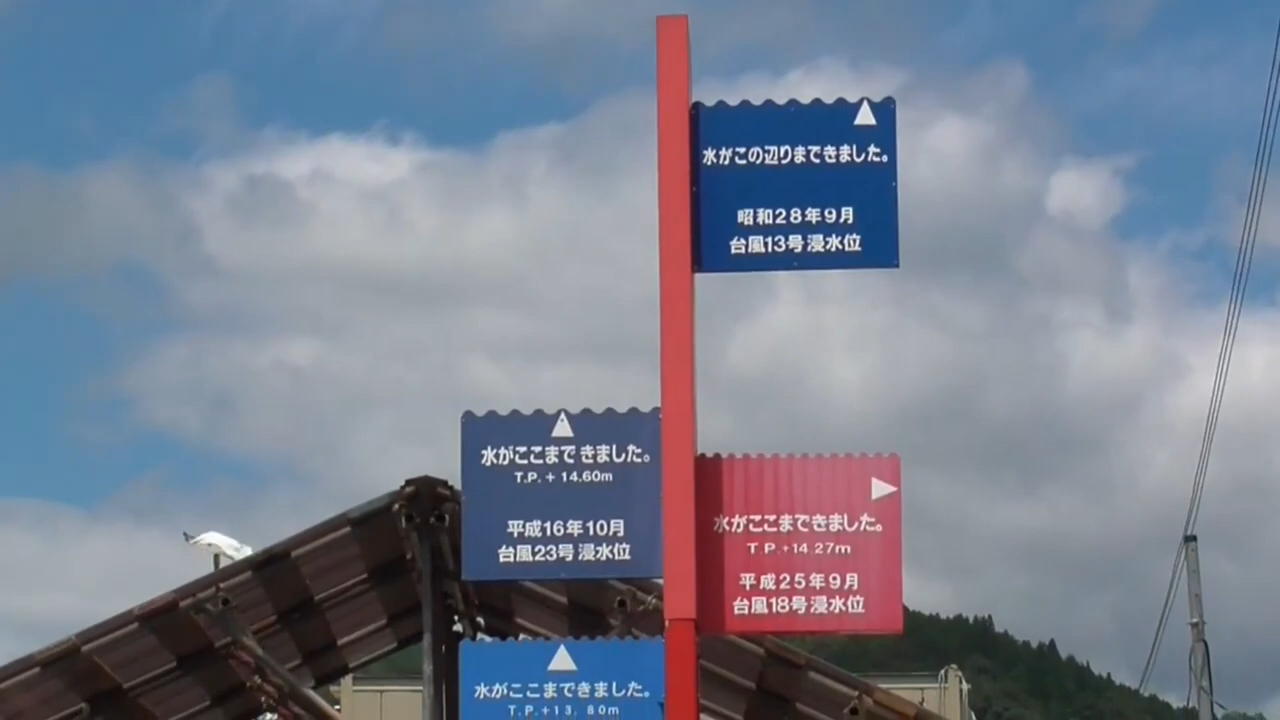 水がこの辺りまできました。
昭和28年9月
台風13号浸水位
水がここまできました。
T.P.+14.60m
平成16年10月
台風23号浸水位
水がここまできました。
T.P.+14.27m
平成25年9月
台風18号浸水位
水がここまできました。
T.P.+13.80m